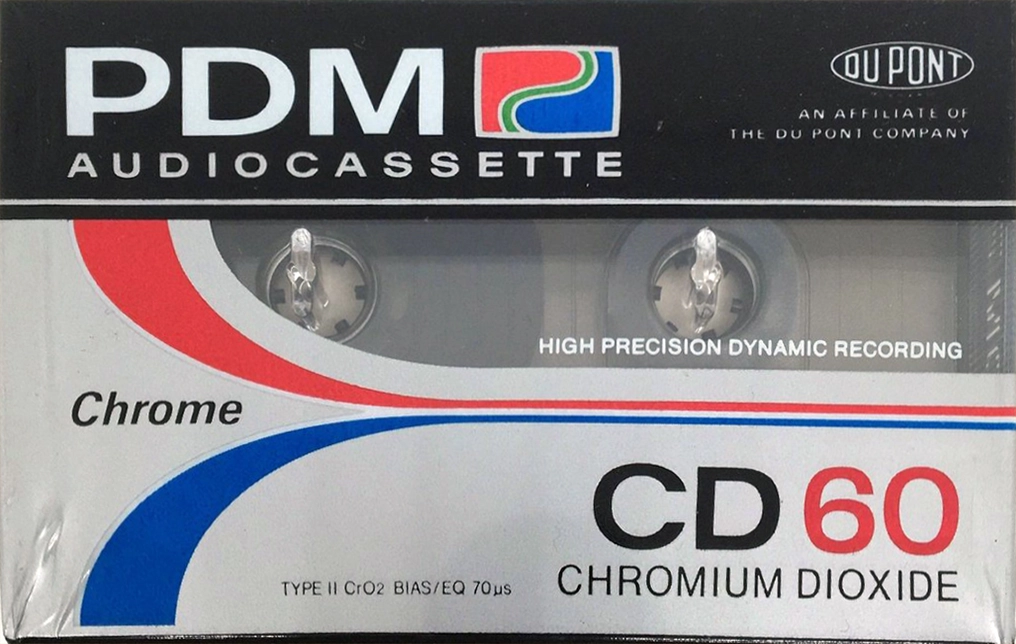 PDM
AUDIOCASSETTE
DU PONT
AN AFFILIATE OF
THE DU PONT COMPANY
HIGH PRECISION DYNAMIC RECORDING
Chrome
CD 60
CHROMIUM DIOXIDE
TYPE II CrO2 BIAS/EQ 70µs